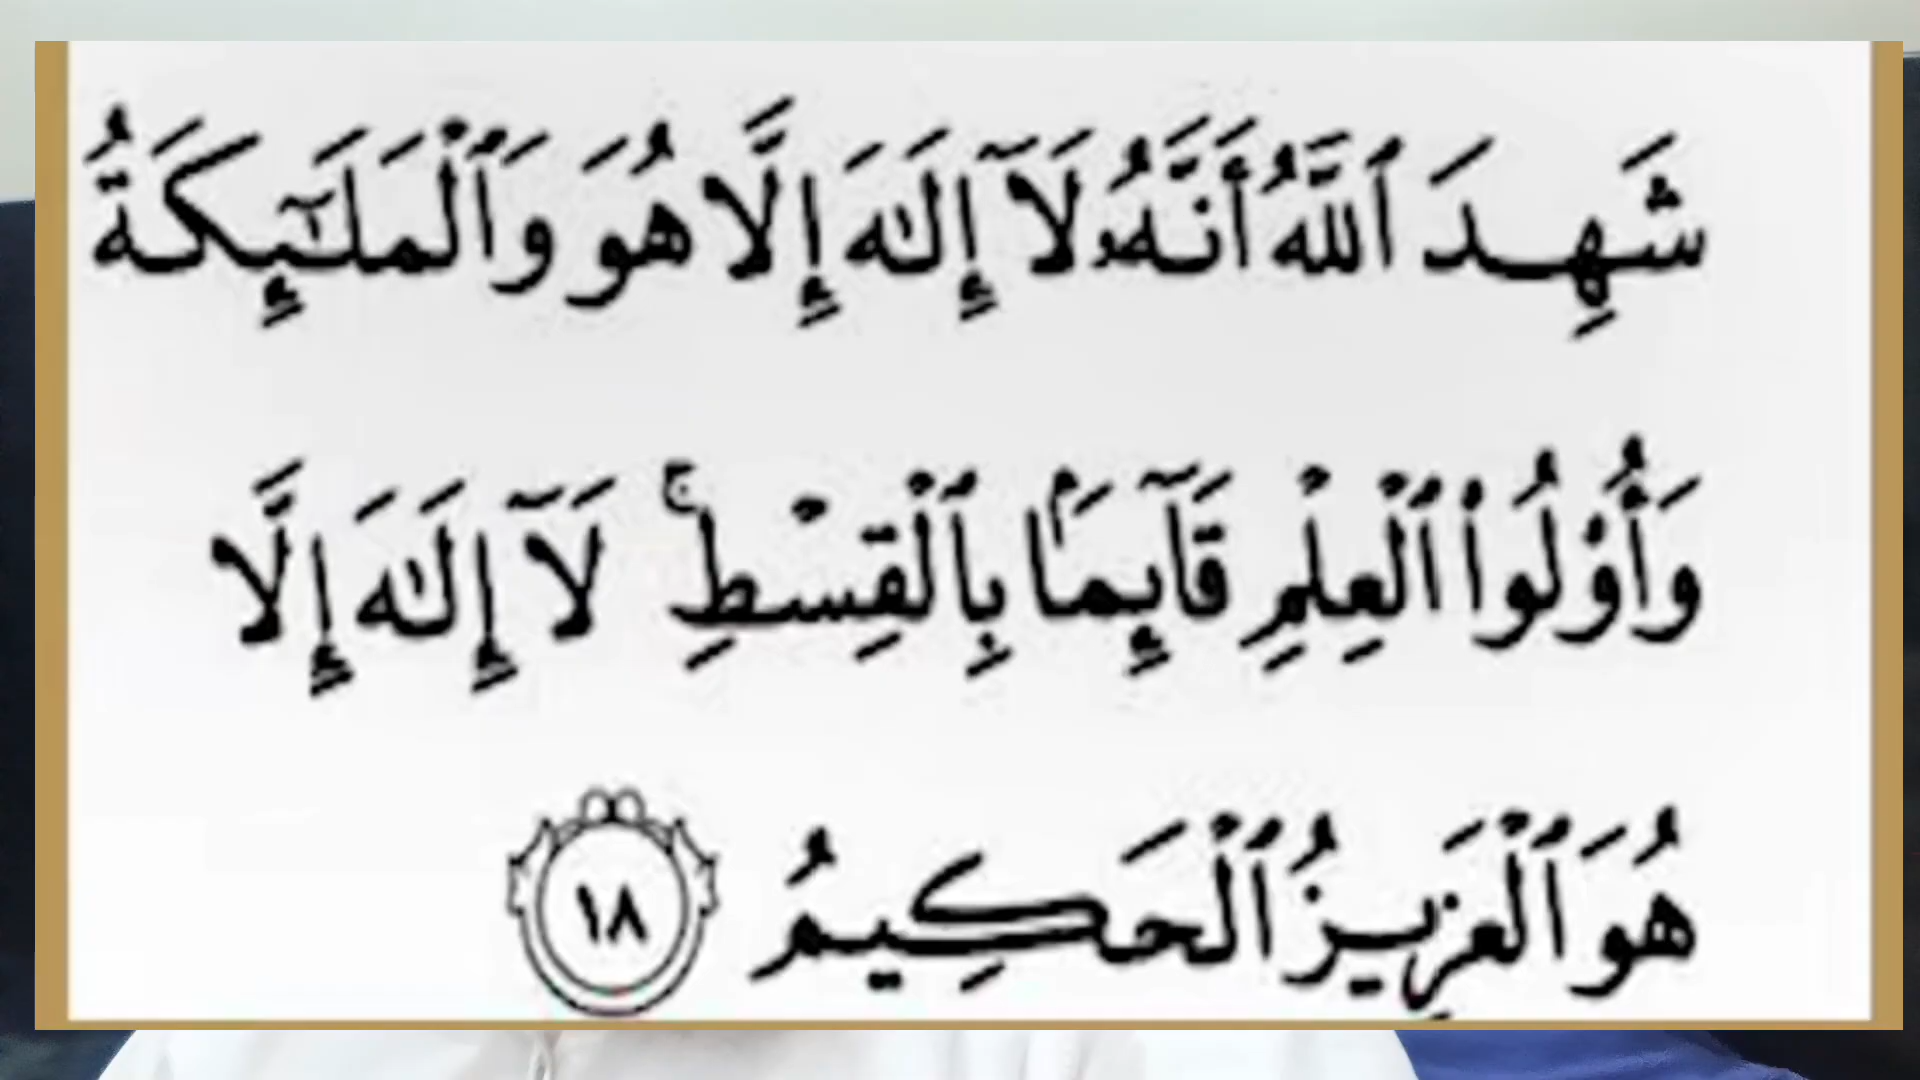 شَهِدَ ٱللَّهُ أَنَّهُۥ لَآ إِلَـٰهَ إِلَّا هُوَ وَٱلْمَلَـٰٓئِكَةُ
وَأُو۟لُوا۟ ٱلْعِلْمِ قَآئِمًۢا بِٱلْقِسْطِ ۚ لَآ إِلَـٰهَ إِلَّا
هُوَ ٱلْعَزِيزُ ٱلْحَكِيمُ ١٨